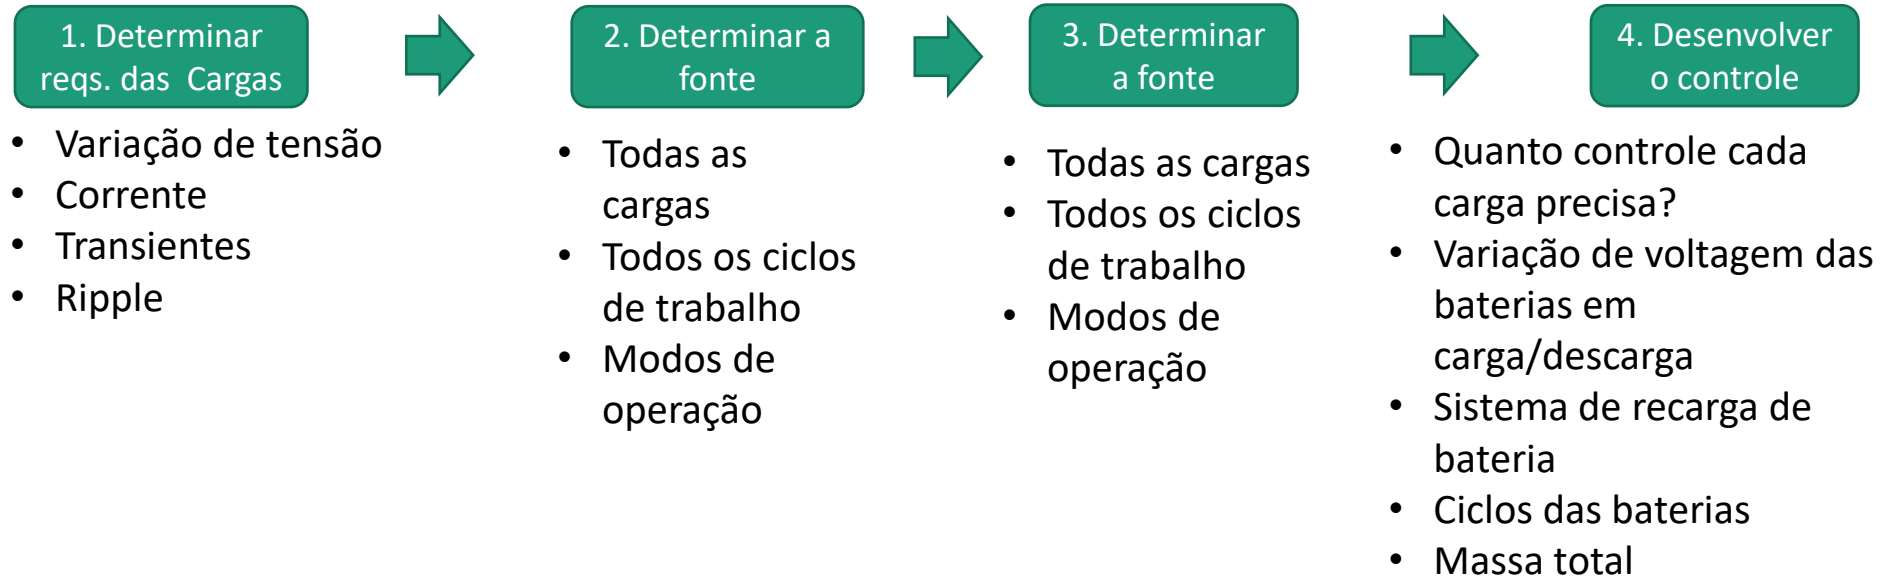 1. Determinar
reqs. das Cargas
• Variação de tensão
• Corrente
• Transientes
• Ripple
2. Determinar a
fonte
• Todas as
cargas
• Todos os ciclos
de trabalho
• Modos de
operação
3. Determinar
a fonte
• Todas as cargas
• Todos os ciclos
de trabalho
• Modos de
operação
4. Desenvolver
o controle
• Quanto controle cada
carga precisa?
• Variação de voltagem das
baterias em
carga/descarga
• Sistema de recarga de
bateria
• Ciclos das baterias
• Massa total